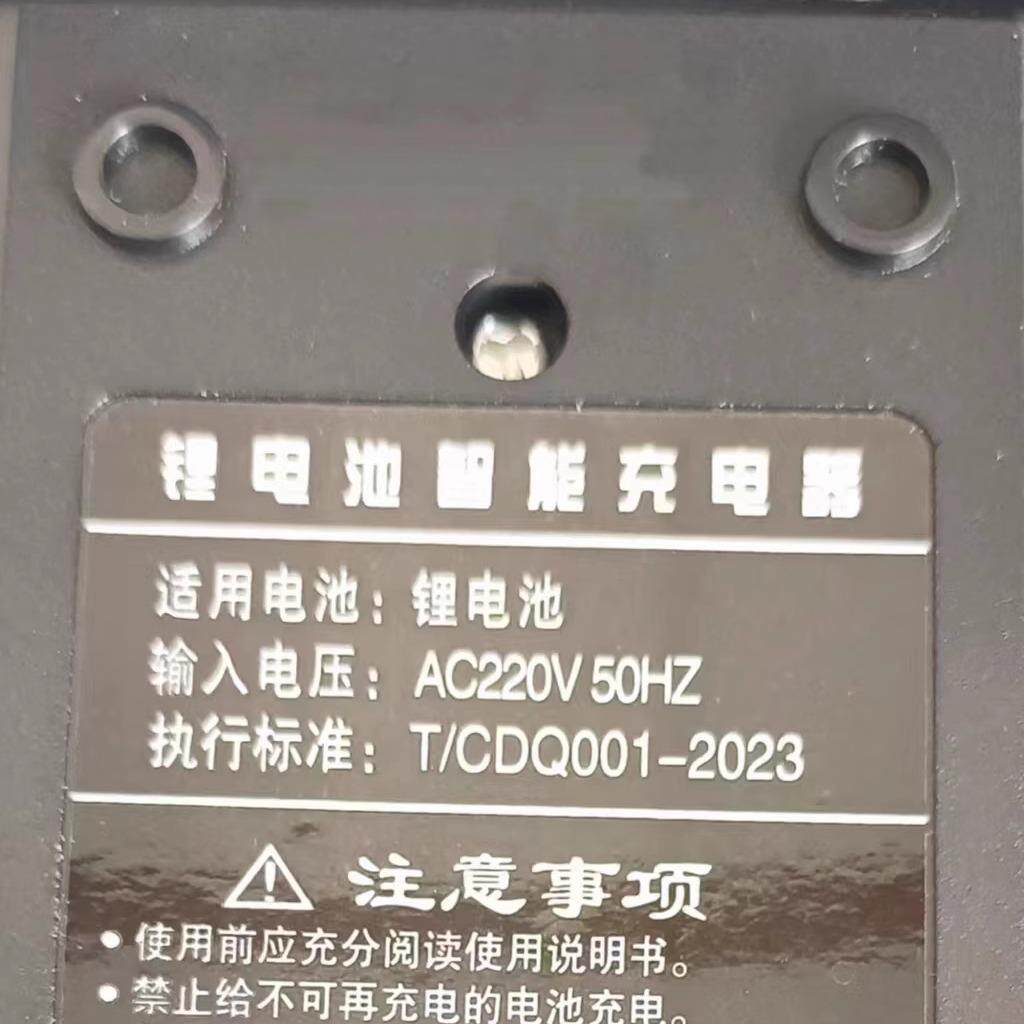 锂电池智能充电器
适用电池：锂电池
输入电压：AC220V 50HZ
执行标准：T/CDQ001-2023
注意事项
• 使用前应充分阅读使用说明书。
• 禁止给不可再充电的电池充电。